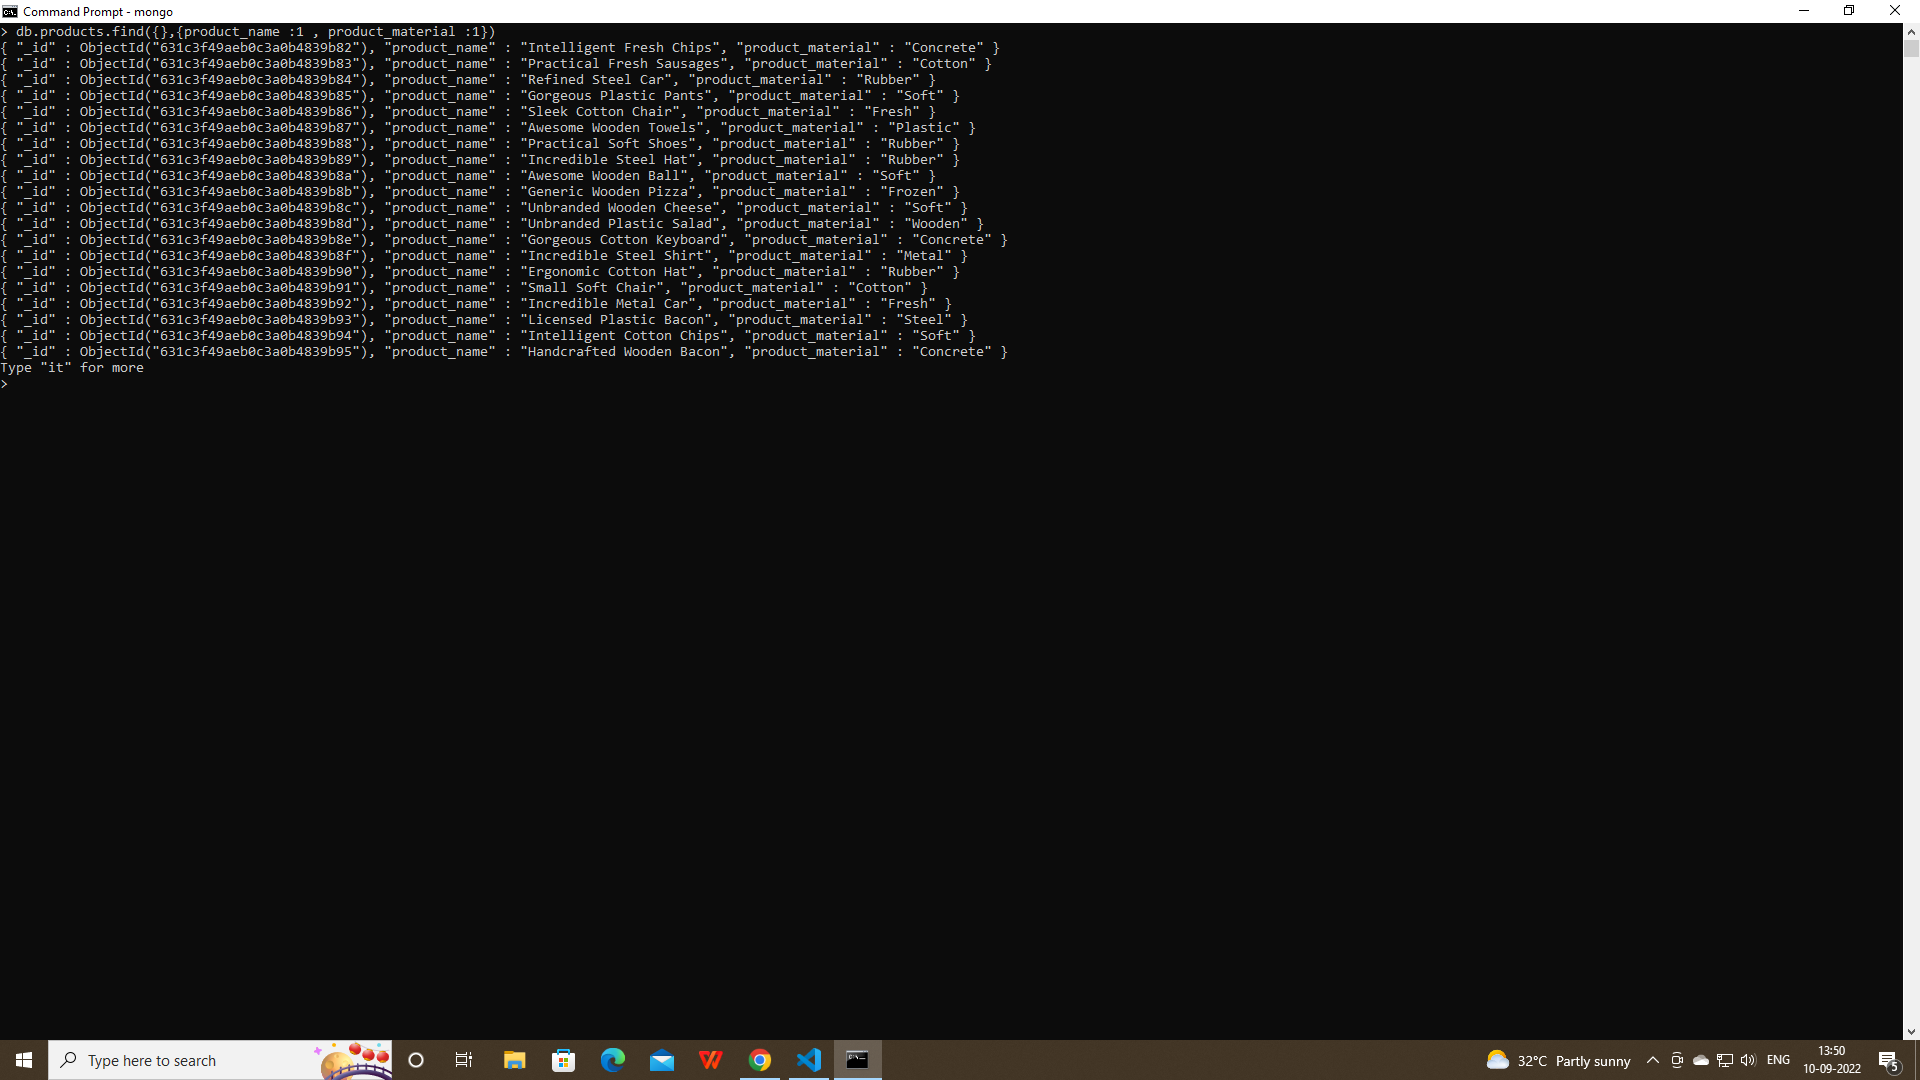 Command Prompt - mongo
> db.products.find({},{product_name :1 , product_material :1})
{ "_id" : ObjectId("631c3f49aeb0c3a0b4839b82"), "product_name" : "Intelligent Fresh Chips", "product_material" : "Concrete" }
{ "_id" : ObjectId("631c3f49aeb0c3a0b4839b83"), "product_name" : "Practical Fresh Sausages", "product_material" : "Cotton" }
{ "_id" : ObjectId("631c3f49aeb0c3a0b4839b84"), "product_name" : "Refined Steel Car", "product_material" : "Rubber" }
{ "_id" : ObjectId("631c3f49aeb0c3a0b4839b85"), "product_name" : "Gorgeous Plastic Pants", "product_material" : "Soft" }
{ "_id" : ObjectId("631c3f49aeb0c3a0b4839b86"), "product_name" : "Sleek Cotton Chair", "product_material" : "Fresh" }
{ "_id" : ObjectId("631c3f49aeb0c3a0b4839b87"), "product_name" : "Awesome Wooden Towels", "product_material" : "Plastic" }
{ "_id" : ObjectId("631c3f49aeb0c3a0b4839b88"), "product_name" : "Practical Soft Shoes", "product_material" : "Rubber" }
{ "_id" : ObjectId("631c3f49aeb0c3a0b4839b89"), "product_name" : "Incredible Steel Hat", "product_material" : "Rubber" }
{ "_id" : ObjectId("631c3f49aeb0c3a0b4839b8a"), "product_name" : "Awesome Wooden Ball", "product_material" : "Soft" }
{ "_id" : ObjectId("631c3f49aeb0c3a0b4839b8b"), "product_name" : "Generic Wooden Pizza", "product_material" : "Frozen" }
{ "_id" : ObjectId("631c3f49aeb0c3a0b4839b8c"), "product_name" : "Unbranded Wooden Cheese", "product_material" : "Soft" }
{ "_id" : ObjectId("631c3f49aeb0c3a0b4839b8d"), "product_name" : "Unbranded Plastic Salad", "product_material" : "Wooden" }
{ "_id" : ObjectId("631c3f49aeb0c3a0b4839b8e"), "product_name" : "Gorgeous Cotton Keyboard", "product_material" : "Concrete" }
{ "_id" : ObjectId("631c3f49aeb0c3a0b4839b8f"), "product_name" : "Incredible Steel Shirt", "product_material" : "Metal" }
{ "_id" : ObjectId("631c3f49aeb0c3a0b4839b90"), "product_name" : "Ergonomic Cotton Hat", "product_material" : "Rubber" }
{ "_id" : ObjectId("631c3f49aeb0c3a0b4839b91"), "product_name" : "Small Soft Chair", "product_material" : "Cotton" }
{ "_id" : ObjectId("631c3f49aeb0c3a0b4839b92"), "product_name" : "Incredible Metal Car", "product_material" : "Fresh" }
{ "_id" : ObjectId("631c3f49aeb0c3a0b4839b93"), "product_name" : "Licensed Plastic Bacon", "product_material" : "Steel" }
{ "_id" : ObjectId("631c3f49aeb0c3a0b4839b94"), "product_name" : "Intelligent Cotton Chips", "product_material" : "Soft" }
{ "_id" : ObjectId("631c3f49aeb0c3a0b4839b95"), "product_name" : "Handcrafted Wooden Bacon", "product_material" : "Concrete" }
Type "it" for more
>
Type here to search
32°C Partly sunny
ENG
13:50
10-09-2022
5